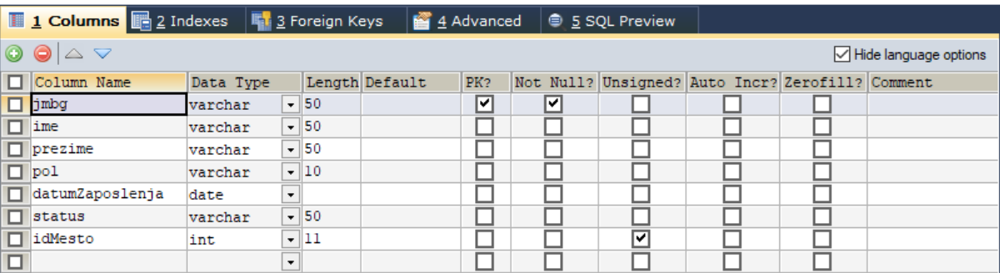 1 Columns 2 Indexes 3 Foreign Keys 4 Advanced 5 SQL Preview
Hide language options
Column Name Data Type Length Default PK? Not Null? Unsigned? Auto Incr? Zerofill? Comment
jmbg varchar 50
ime varchar 50
prezime varchar 50
pol varchar 10
datumZaposlenja date
status varchar 50
idMesto int 11